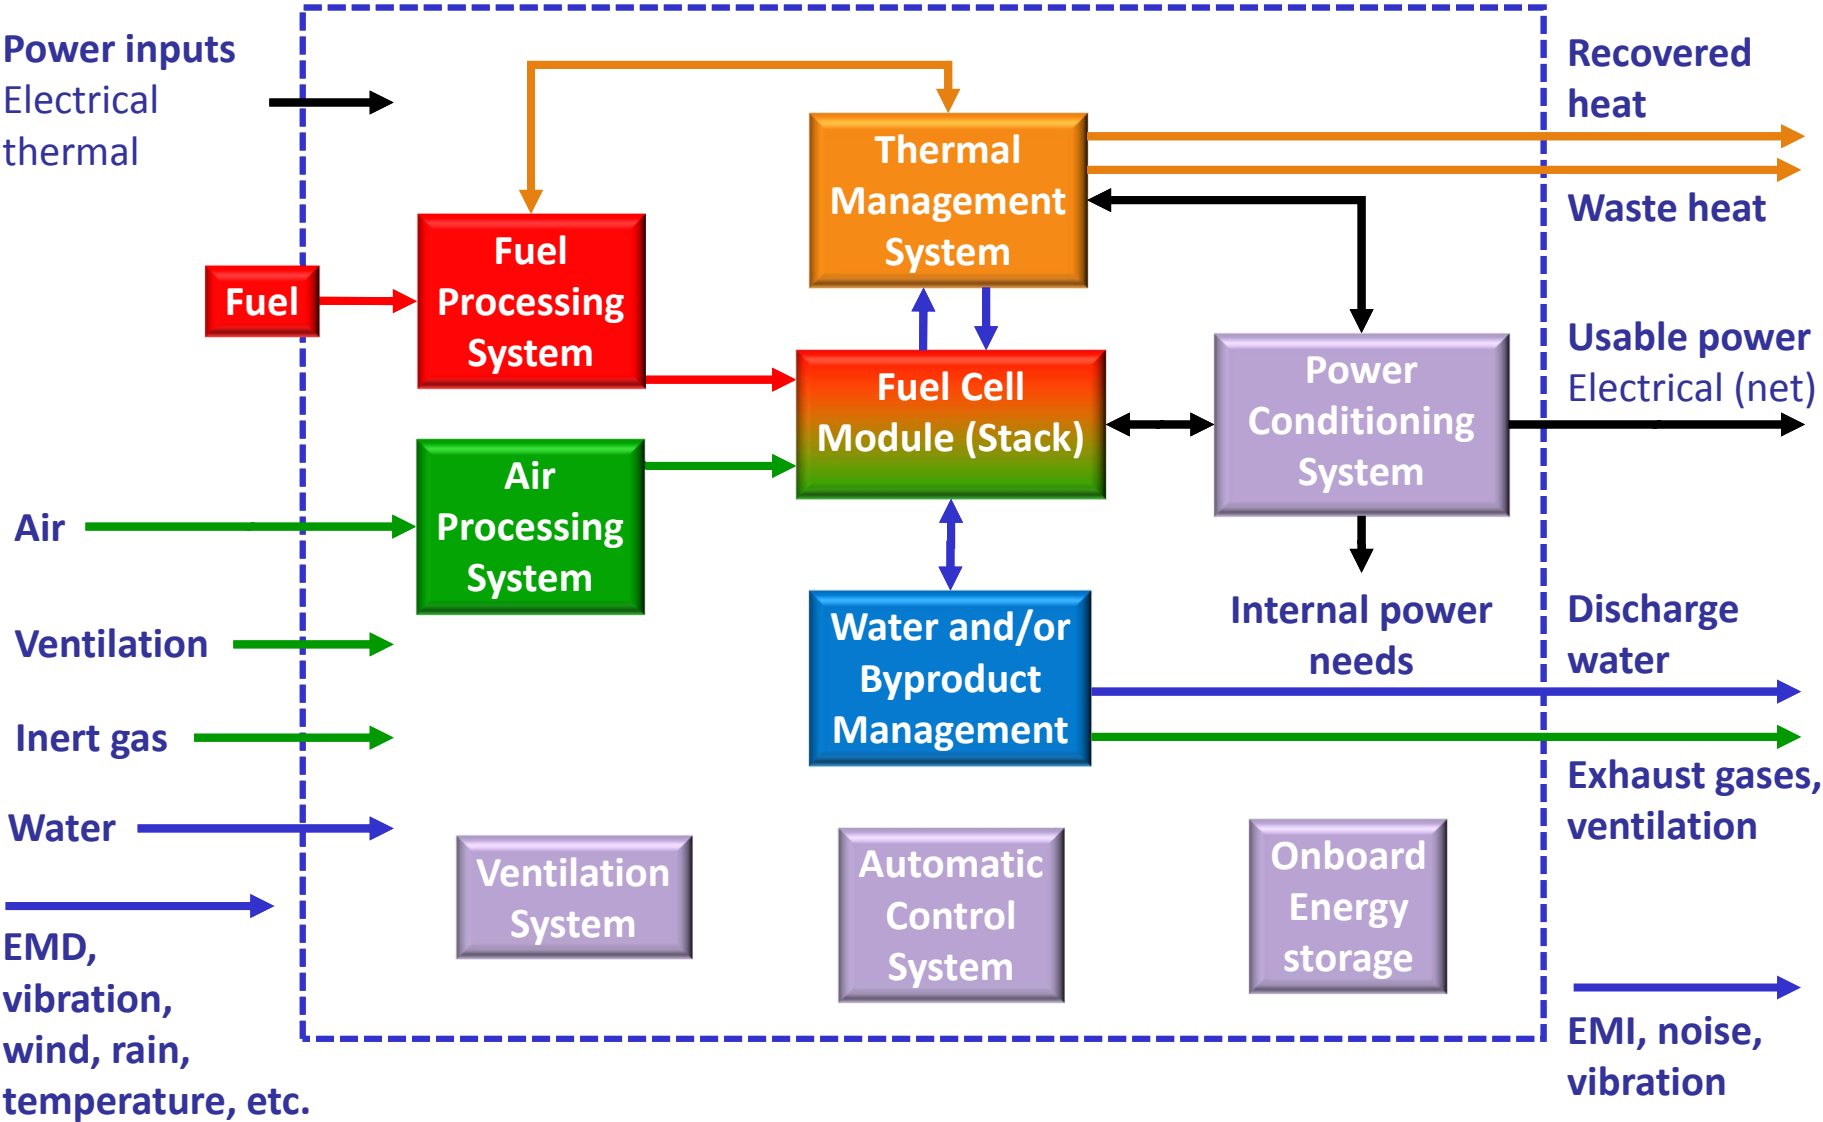 Power inputs
Electrical
thermal
Recovered
heat
Waste heat
Thermal
Management
System
Fuel
Fuel
Processing
System
Fuel Cell
Module (Stack)
Power
Conditioning
System
Usable power
Electrical (net)
Air
Air
Processing
System
Ventilation
Internal power
needs
Discharge
water
Water and/or
Byproduct
Management
Inert gas
Exhaust gases,
ventilation
Water
Ventilation
System
Automatic
Control
System
Onboard
Energy
storage
EMD,
vibration,
wind, rain,
temperature, etc.
EMI, noise,
vibration